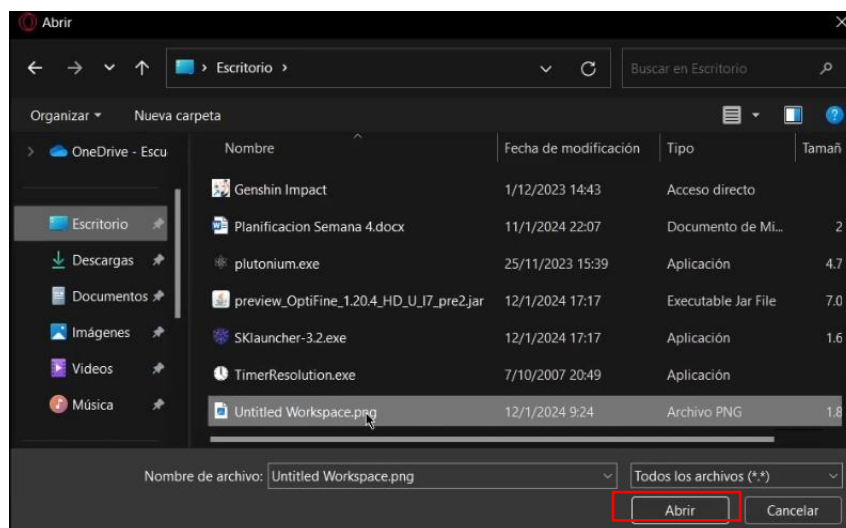 Abrir
Escritorio
Buscar en Escritorio
Organizar
Nueva carpeta
OneDrive - Escu
Nombre
Fecha de modificación
Tipo
Tamañ
Genshin Impact
1/12/2023 14:43
Acceso directo
Escritorio
Planificacion Semana 4.docx
11/1/2024 22:07
Documento de Mi...
2
Descargas
plutonium.exe
25/11/2023 15:39
Aplicación
4.7
Documentos
preview_OptiFine_1.20.4_HD_U_I7_pre2.jar
12/1/2024 17:17
Executable Jar File
7.0
Imágenes
SKlauncher-3.2.exe
12/1/2024 17:17
Aplicación
1.6
Videos
TimerResolution.exe
7/10/2007 20:49
Aplicación
Música
Untitled Workspace.png
12/1/2024 9:24
Archivo PNG
1.8
Nombre de archivo:
Untitled Workspace.png
Todos los archivos (*.*)
Abrir
Cancelar